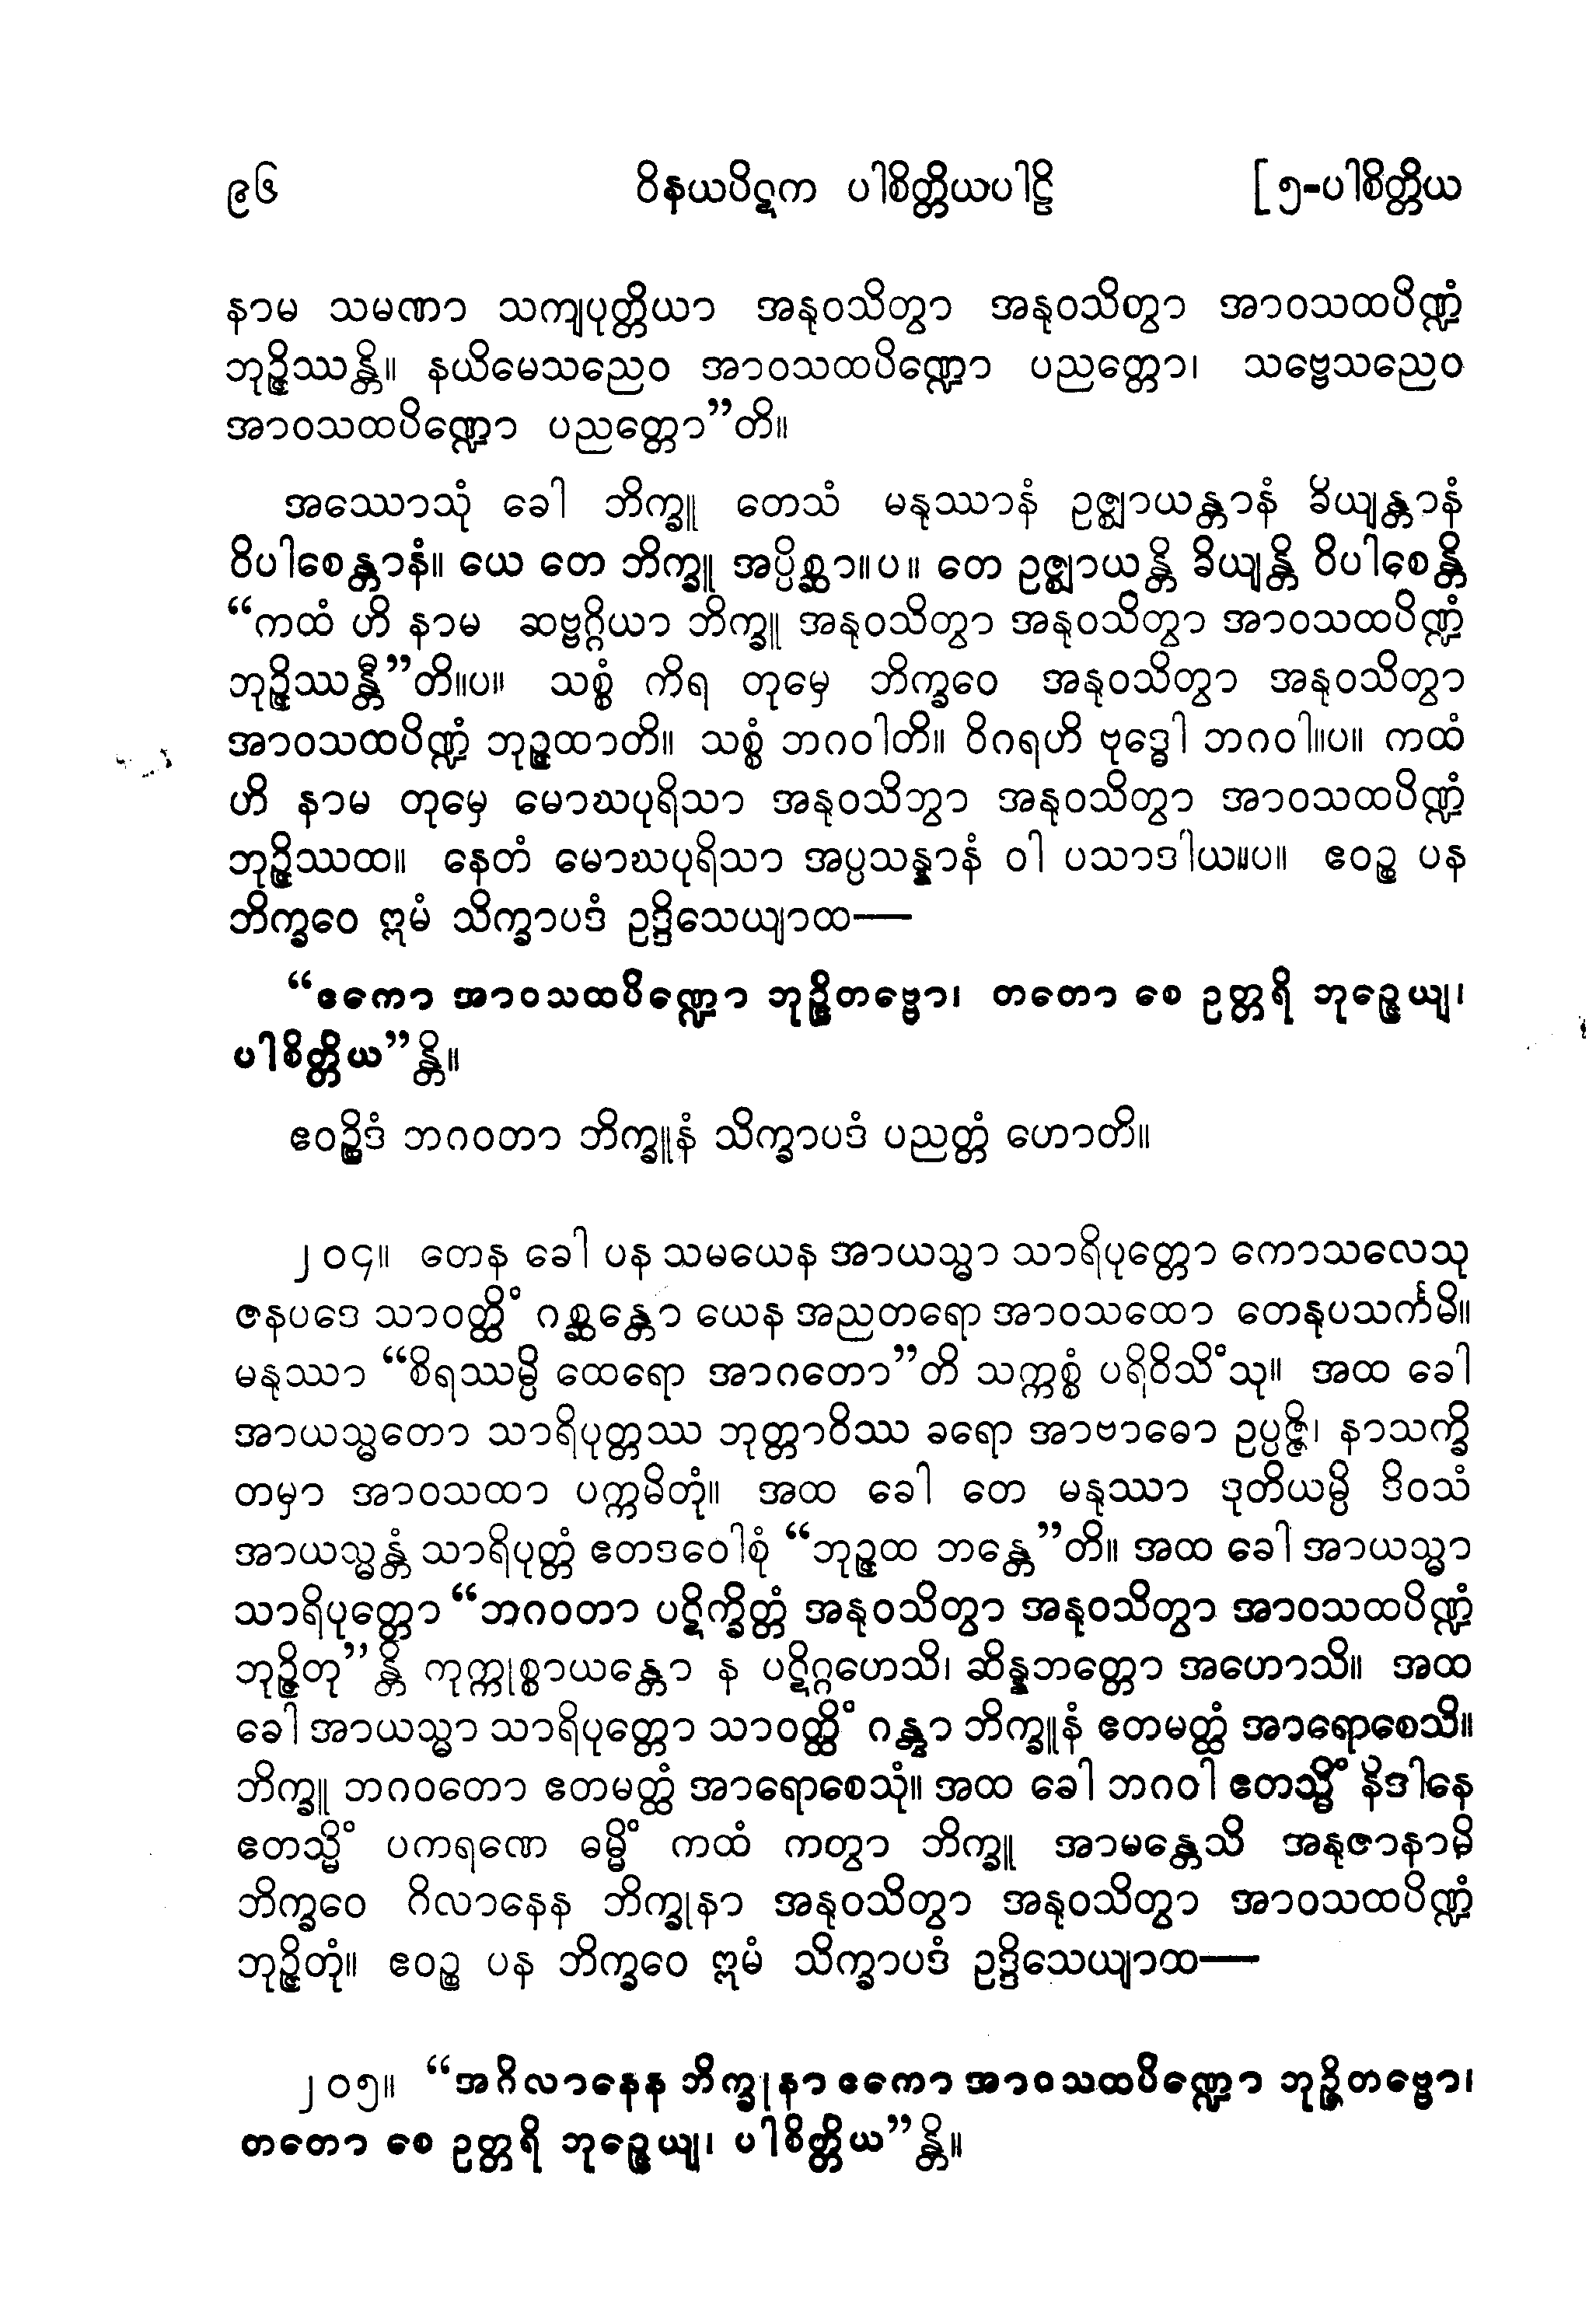 ၉၆ ဝိနယပိဋက ပါစိတ္တိယပါဠိ [ ၅-ပါစိတ္တိယ
နာမ သမဏာ သကျပုတ္တိယာ အနုဝသိတွာ အနုဝသိတွာ အာဝသထပိဏ္ဍံ
ဘုဉ္ဇိဿန္တိ။ နယိမေသညေဝ အာဝသထပိဏ္ဍော ပညတ္တော၊ သဗ္ဗေသညေဝ
အာဝသထပိဏ္ဍော ပညတ္တော”တိ။
အဿောသုံ ခေါ ဘိက္ခူ တေသံ မနုဿာနံ ဥဇ္ဈာယန္တာနံ ခိယျန္တာနံ
ဝိပါစေန္တာနံ။ ယေ တေ ဘိက္ခူ အပ္ပိစ္ဆာ။ပ။ တေ ဥဇ္ဈာယန္တိ ခိယျန္တိ ဝိပါစေန္တိ
“ကထံ ဟိ နာမ ဆဗ္ဗဂ္ဂိယာ ဘိက္ခူ အနုဝသိတွာ အနုဝသိတွာ အာဝသထပိဏ္ဍံ
ဘုဉ္ဇိဿန္တီ”တိ။ပ။ သစ္စံ ကိရ တုမှေ ဘိက္ခဝေ အနုဝသိတွာ အနုဝသိတွာ
အာဝသထပိဏ္ဍံ ဘုဉ္ဇထာတိ။ သစ္စံ ဘဂဝါတိ။ ဝိဂရဟိ ဗုဒ္ဓေါ ဘဂဝါ။ပ။ ကထံ
ဟိ နာမ တုမှေ မောဃပုရိသာ အနုဝသိဘွာ အနုဝသိတွာ အာဝသထပိဏ္ဍံ
ဘုဉ္ဇိဿထ။ နေတံ မောဃပုရိသာ အပ္ပသန္နာနံ ဝါ ပသာဒါယ။ပ။ ဧဝဉ္စ ပန
ဘိက္ခဝေ ဣမံ သိက္ခာပဒံ ဥဒ္ဒိသေယျာထ—
“ဧကော အာဝသထပိဏ္ဍော ဘုဉ္ဇိတဗ္ဗော၊ တတော စေ ဥတ္တရိ ဘုဉ္ဇေယျ၊
ပါစိတ္တိယ”န္တိ။
ဧဝဉ္စိဒံ ဘဂဝတာ ဘိက္ခူနံ သိက္ခာပဒံ ပညတ္တံ ဟောတိ။
၂၀၄။ တေန ခေါ ပန သမယေန အာယသ္မာ သာရိပုတ္တော ကောသလေသု
ဇနပဒေ သာဝတ္ထိံ ဂစ္ဆန္တော ယေန အညတရော အာဝသထော တေနုပသင်္ကမိ။
မနုဿာ “စိရဿမ္ပိ ထေရော အာဂတော”တိ သက္ကစ္စံ ပရိဝိသိံသု။ အထ ခေါ
အာယသ္မတော သာရိပုတ္တဿ ဘုတ္တာဝိဿ ခရော အာဗာဓော ဥပ္ပဇ္ဇိ၊ နာသက္ခိ
တမှာ အာဝသထာ ပက္ကမိတုံ။ အထ ခေါ တေ မနုဿာ ဒုတိယမ္ပိ ဒိဝသံ
အာယသ္မန္တံ သာရိပုတ္တံ ဧတဒဝေါစုံ “ဘုဉ္ဇထ ဘန္တေ”တိ။ အထ ခေါ အာယသ္မာ
သာရိပုတ္တော “ဘဂဝတာ ပဋိက္ခိတ္တံ အနုဝသိတွာ အနုဝသိတွာ အာဝသထပိဏ္ဍံ
ဘုဉ္ဇိတု”န္တိ ကုက္ကုစ္စာယန္တော န ပဋိဂ္ဂဟေသိ၊ ဆိန္နဘတ္တော အဟောသိ။ အထ
ခေါ အာယသ္မာ သာရိပုတ္တော သာဝတ္ထိံ ဂန္တွာ ဘိက္ခူနံ ဧတမတ္ထံ အာရောစေသိ။
ဘိက္ခူ ဘဂဝတော ဧတမတ္ထံ အာရောစေသုံ။ အထ ခေါ ဘဂဝါ ဧတသ္မိံ နိဒါနေ
ဧတသ္မိံ ပကရဏေ ဓမ္မိံ ကထံ ကတွာ ဘိက္ခူ အာမန္တေသိ အနုဇာနာမိ
ဘိက္ခဝေ ဂိလာနေန ဘိက္ခုနာ အနုဝသိတွာ အနုဝသိတွာ အာဝသထပိဏ္ဍံ
ဘုဉ္ဇိတုံ။ ဧဝဉ္စ ပန ဘိက္ခဝေ ဣမံ သိက္ခာပဒံ ဥဒ္ဒိသေယျာထ—
၂၀၅။ “အဂိလာနေန ဘိက္ခုနာ ဧကော အာဝသထပိဏ္ဍော ဘုဉ္ဇိတဗ္ဗော၊
တတော စေ ဥတ္တရိ ဘုဉ္ဇေယျ၊ ပါစိတ္တိယ”န္တိ။